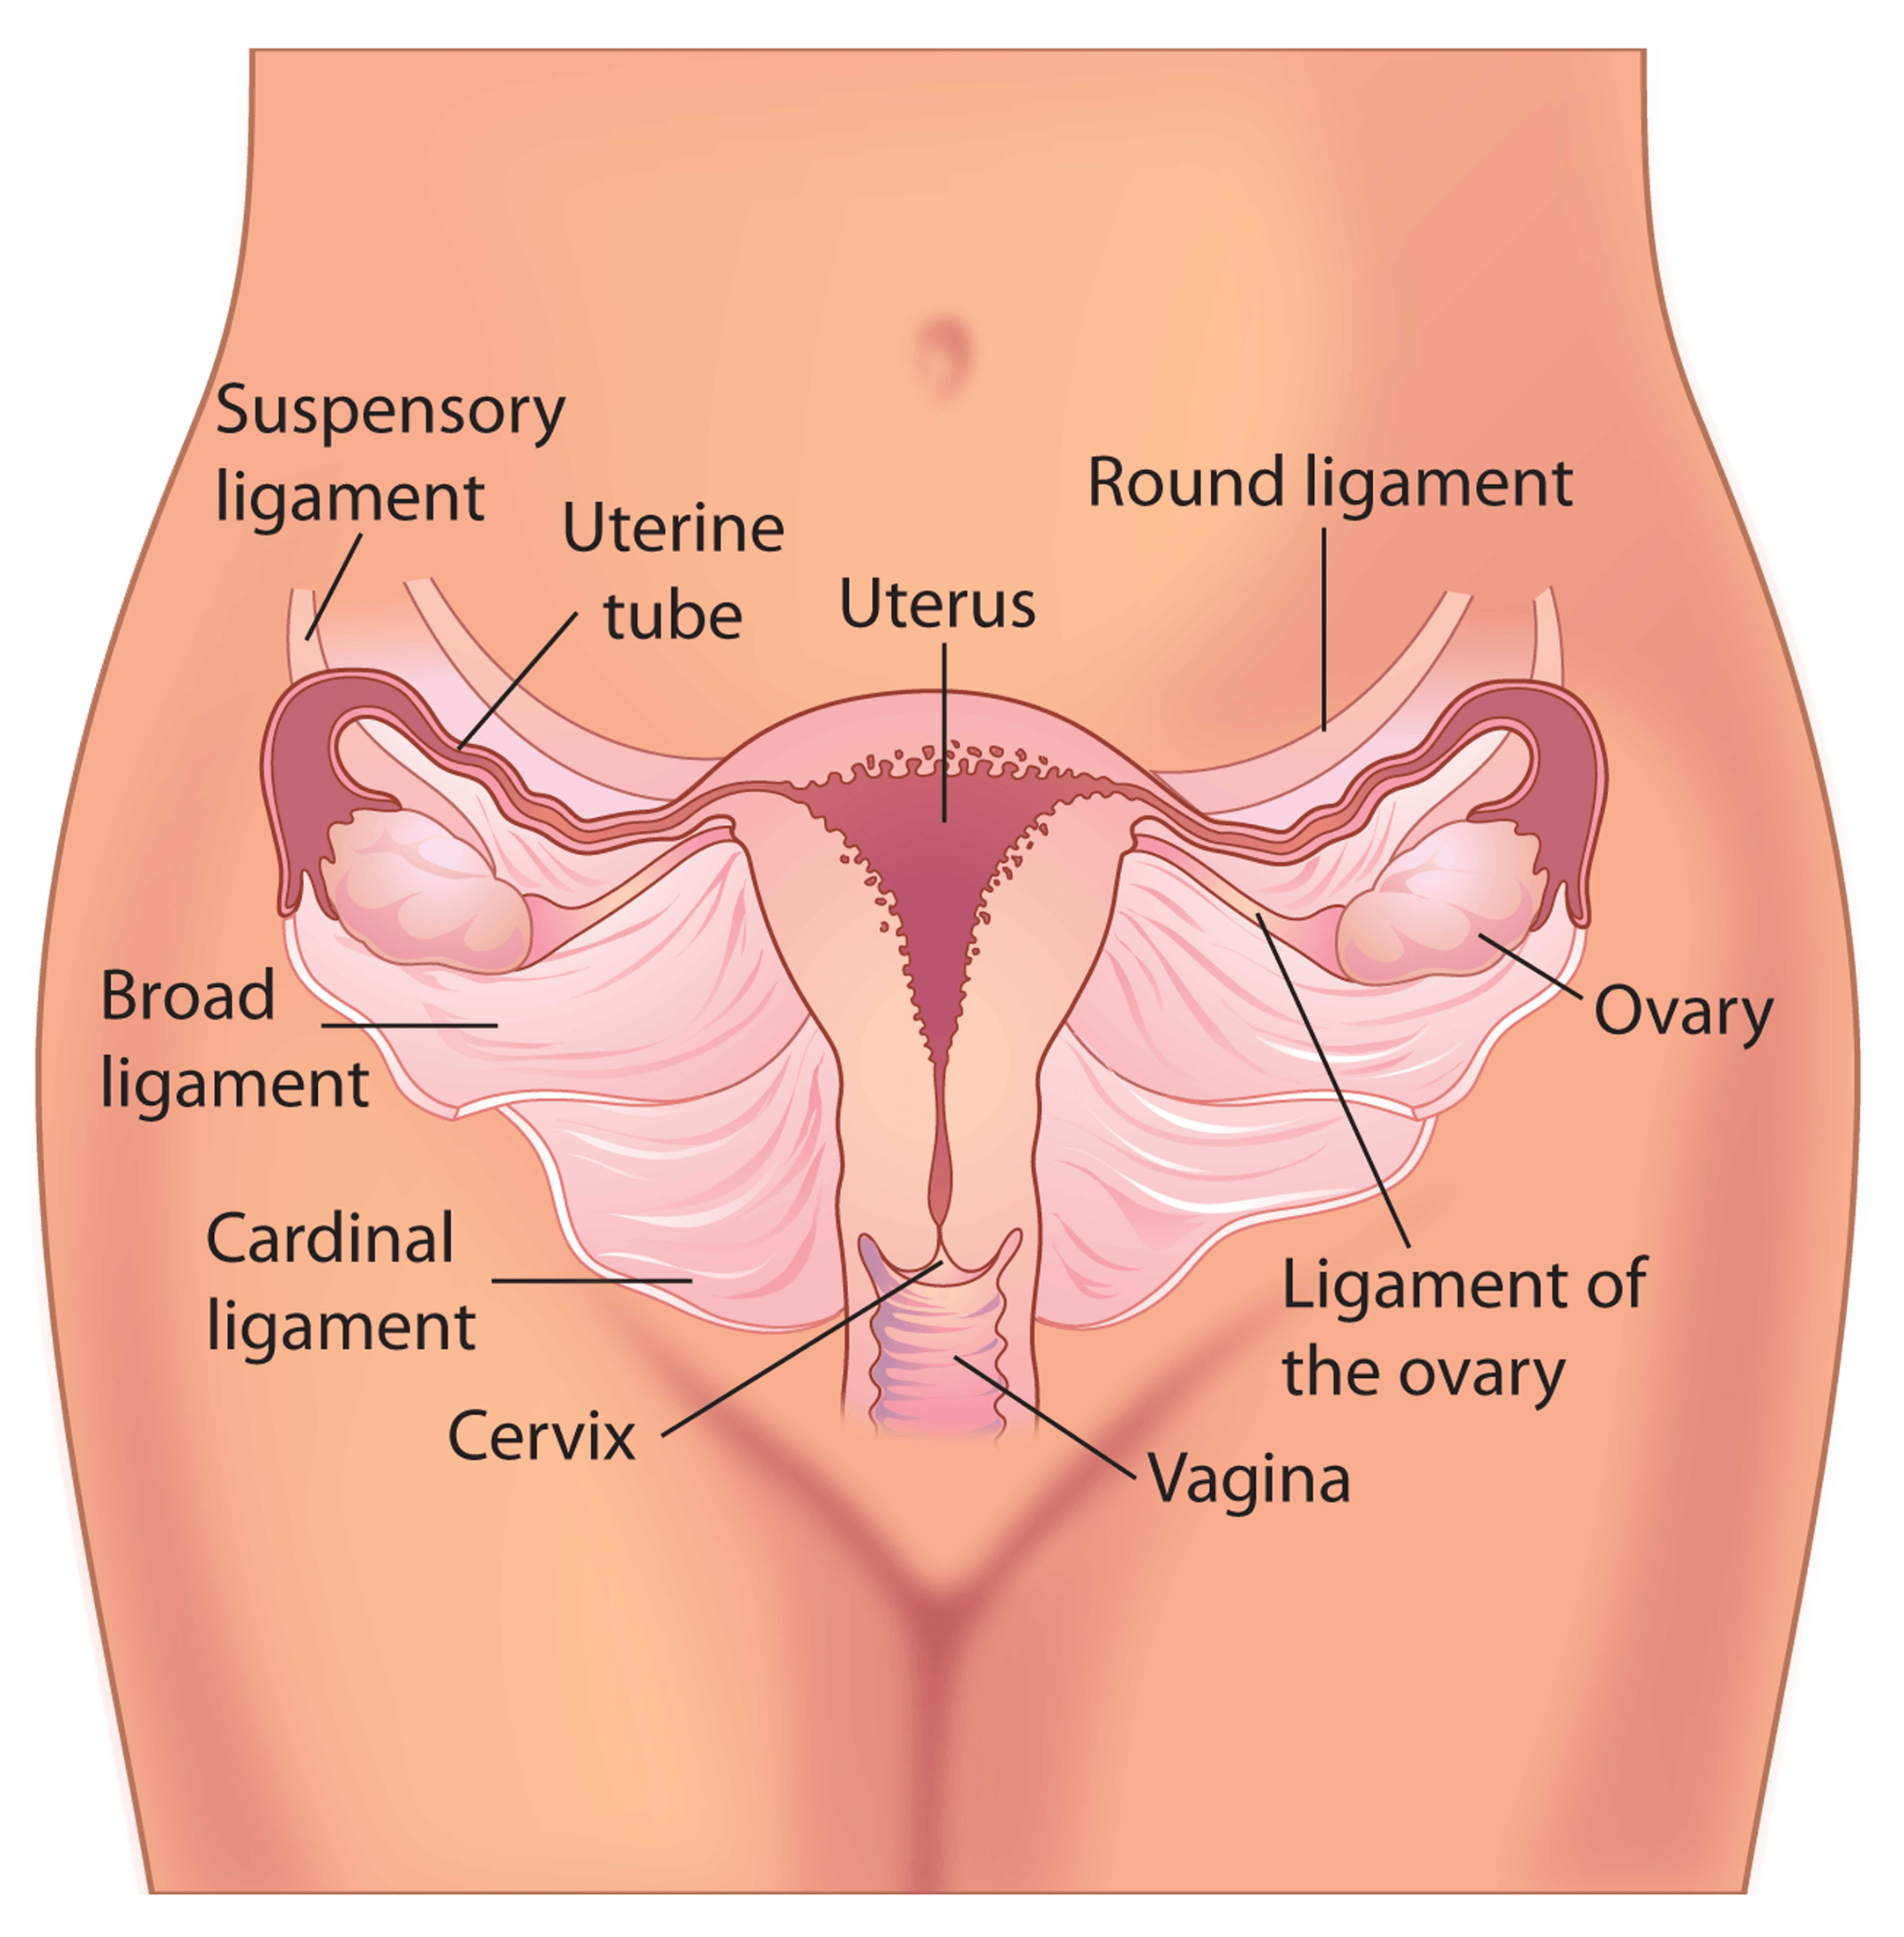 Suspensory
ligament
Uterine
tube
Uterus
Round ligament
Broad
ligament
Ovary
Cardinal
ligament
Ligament of
the ovary
Cervix
Vagina